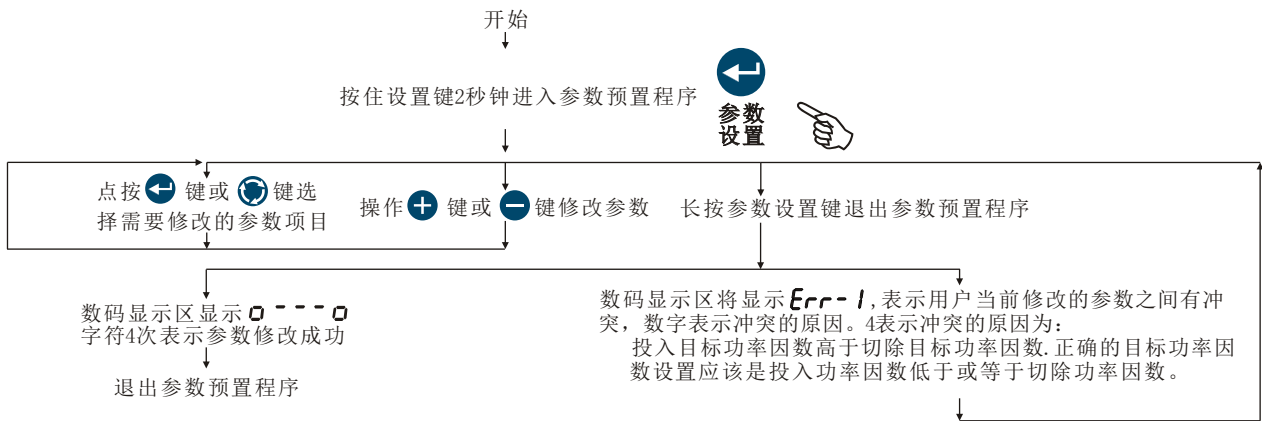 开始
按住设置键2秒钟进入参数预置程序
参数
设置
点按 键或 键选
择需要修改的参数项目
操作 键或 键修改参数
长按参数设置键退出参数预置程序
数码显示区显示 o----o
字符4次表示参数修改成功
退出参数预置程序
数码显示区将显示Err-1,表示用户当前修改的参数之间有冲
突，数字表示冲突的原因。4表示冲突的原因为：
投入目标功率因数高于切除目标功率因数.正确的目标功率因
数设置应该是投入功率因数低于或等于切除功率因数。